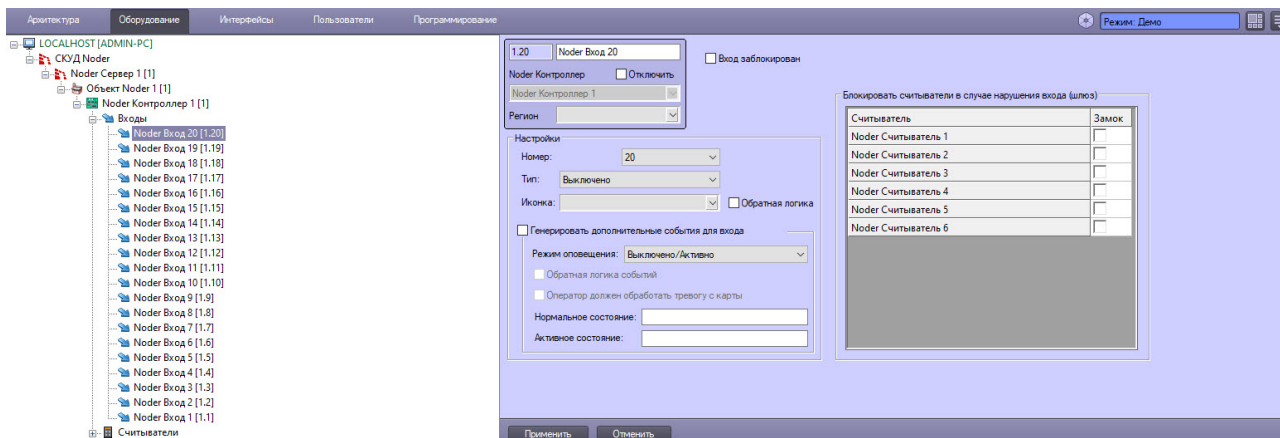 Архитектура Оборудование Интерфейсы Пользователи Программирование Режим: Демо
LOCALHOST [ADMIN-PC]
СКУД Noder
Noder Сервер 1 [1]
Объект Noder 1 [1]
Noder Контроллер 1 [1]
Входы
Noder Вход 20 [1.20]
Noder Вход 19 [1.19]
Noder Вход 18 [1.18]
Noder Вход 17 [1.17]
Noder Вход 16 [1.16]
Noder Вход 15 [1.15]
Noder Вход 14 [1.14]
Noder Вход 13 [1.13]
Noder Вход 12 [1.12]
Noder Вход 11 [1.11]
Noder Вход 10 [1.10]
Noder Вход 9 [1.9]
Noder Вход 8 [1.8]
Noder Вход 7 [1.7]
Noder Вход 6 [1.6]
Noder Вход 5 [1.5]
Noder Вход 4 [1.4]
Noder Вход 3 [1.3]
Noder Вход 2 [1.2]
Noder Вход 1 [1.1]
Считыватели
1.20 Noder Вход 20
Noder Контроллер Отключить
Noder Контроллер 1
Регион
Вход заблокирован
Настройки
Номер: 20
Тип: Выключено
Иконка: Обратная логика
Генерировать дополнительные события для входа
Режим оповещения: Выключено/Активно
Обратная логика событий
Оператор должен обработать тревогу с карты
Нормальное состояние:
Активное состояние:
Блокировать считыватели в случае нарушения входа (шлюз)
Считыватель Замок
Noder Считыватель 1
Noder Считыватель 2
Noder Считыватель 3
Noder Считыватель 4
Noder Считыватель 5
Noder Считыватель 6
Применить Отменить